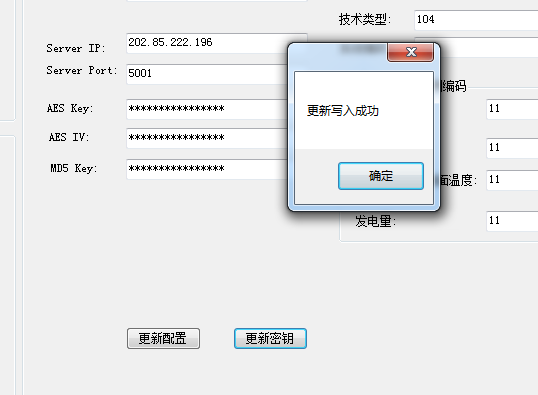 技术类型: 104
Server IP: 202.85.222.196
Server Port: 5001
编码
AES Key: **************** 更新写入成功 11
AES IV: **************** 11
MD5 Key: **************** 确定 面温度: 11
发电量: 11
更新配置 更新密钥